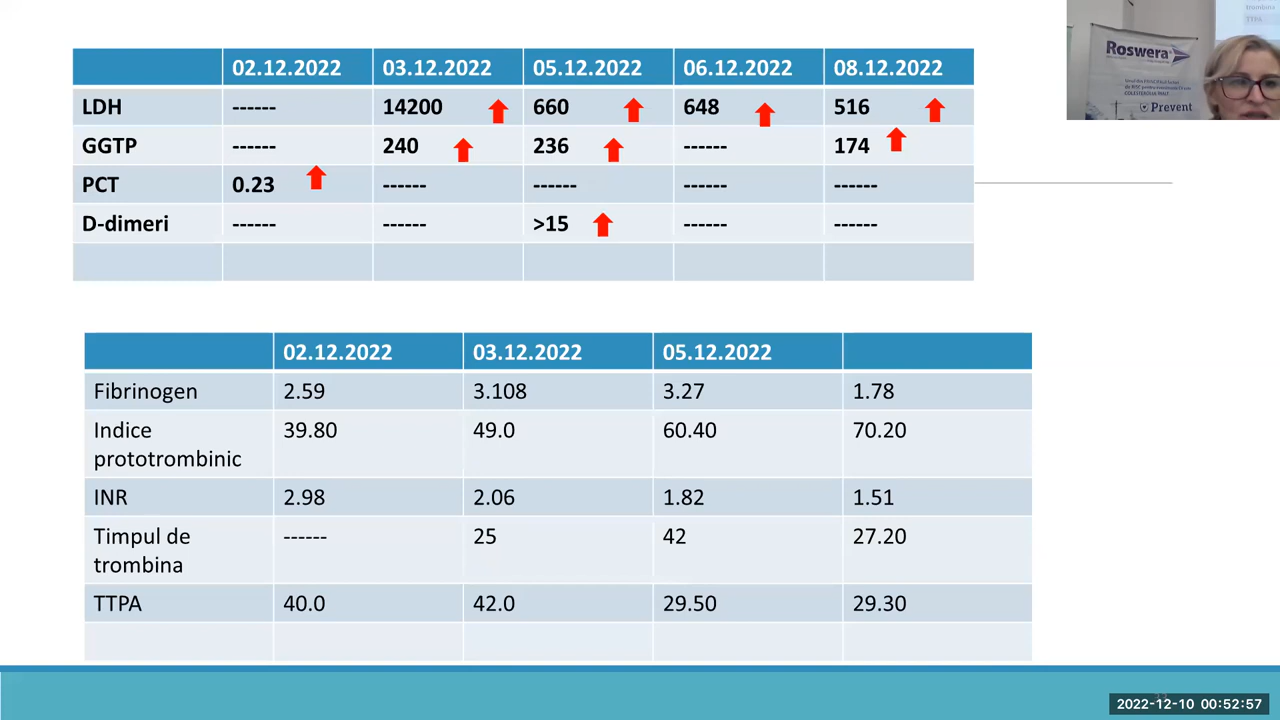 02.12.2022 03.12.2022 05.12.2022 06.12.2022 08.12.2022
LDH ------ 14200 660 648 516
GGTP ------ 240 236 ------ 174
PCT 0.23 ------ ------ ------ ------
D-dimeri ------ ------ >15 ------ ------
02.12.2022 03.12.2022 05.12.2022
Fibrinogen 2.59 3.108 3.27 1.78
Indice 39.80 49.0 60.40 70.20
prototrombinic
INR 2.98 2.06 1.82 1.51
Timpul de ------ 25 42 27.20
trombina
TTPA 40.0 42.0 29.50 29.30
Roswera
Prevent
TTPA
2022-12-10 00:52:57